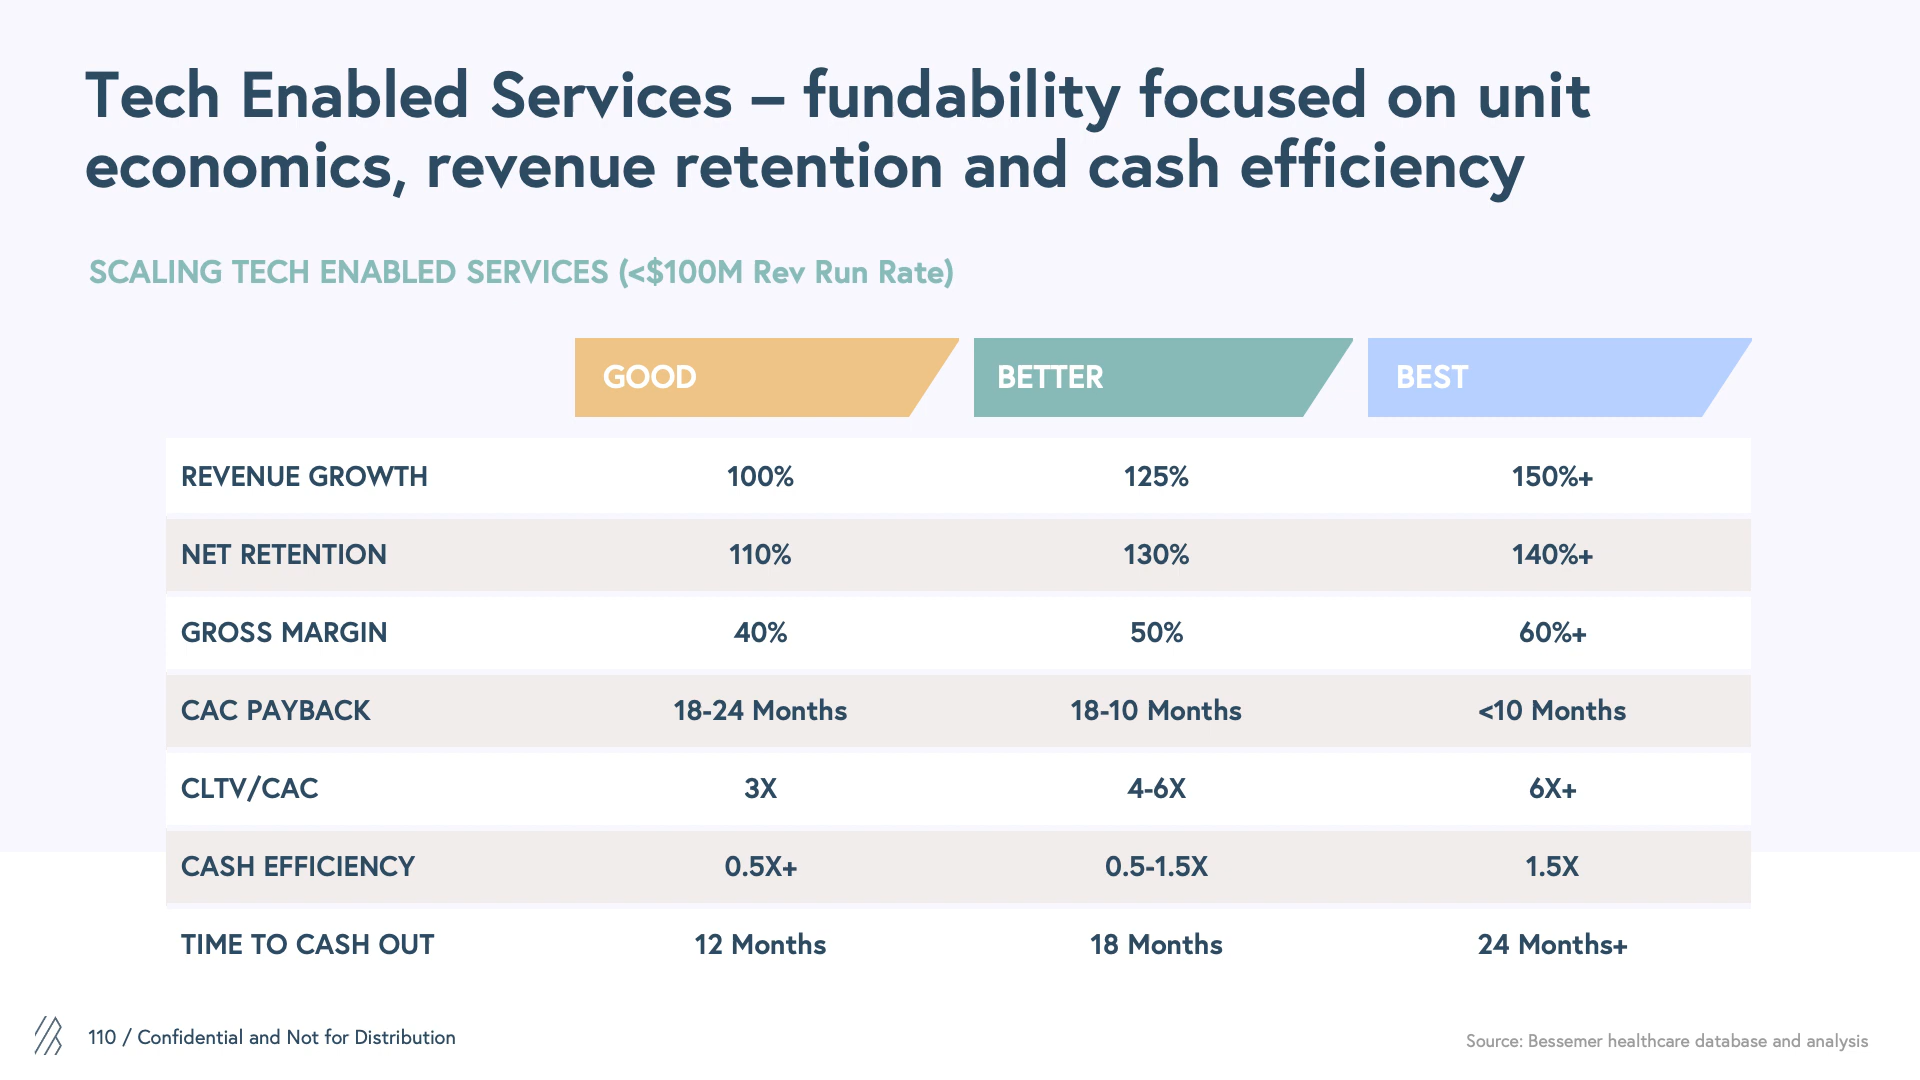 Tech Enabled Services – fundability focused on unit
economics, revenue retention and cash efficiency
SCALING TECH ENABLED SERVICES (<$100M Rev Run Rate)
GOOD BETTER BEST
REVENUE GROWTH 100% 125% 150%+
NET RETENTION 110% 130% 140%+
GROSS MARGIN 40% 50% 60%+
CAC PAYBACK 18-24 Months 18-10 Months <10 Months
CLTV/CAC 3X 4-6X 6X+
CASH EFFICIENCY 0.5X+ 0.5-1.5X 1.5X
TIME TO CASH OUT 12 Months 18 Months 24 Months+
110 / Confidential and Not for Distribution
Source: Bessemer healthcare database and analysis